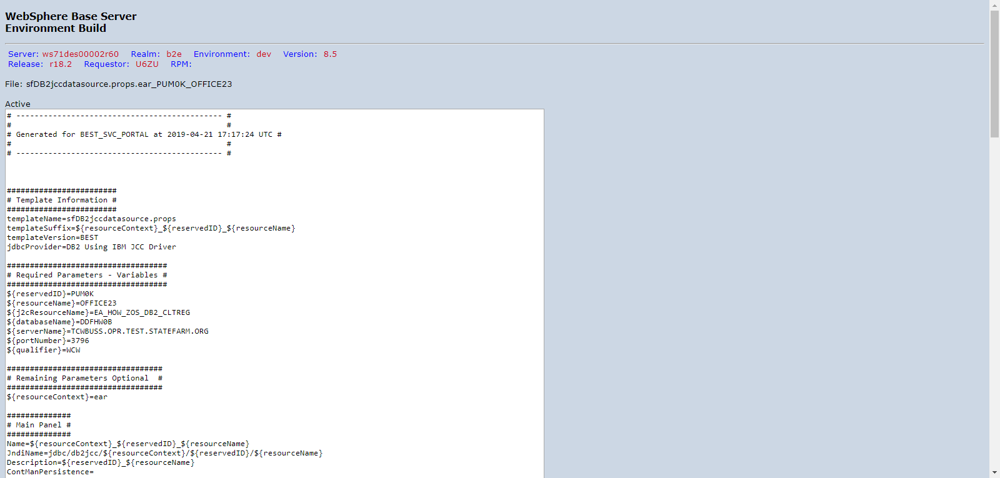 WebSphere Base Server
Environment Build
Server: ws71des00002r60 Realm: b2e Environment: dev Version: 8.5
Release: r18.2 Requestor: U6ZU RPM:
File: sfDB2jccdatasource.props.ear_PUM0K_OFFICE23
Active
# --------------------------------------------- #
# #
# Generated for BEST_SVC_PORTAL at 2019-04-21 17:17:24 UTC #
# #
# --------------------------------------------- #
########################
# Template Information #
########################
templateName=sfDB2jccdatasource.props
templateSuffix=${resourceContext}_${reservedID}_${resourceName}
templateVersion=BEST
jdbcProvider=DB2 Using IBM JCC Driver
###################################
# Required Parameters - Variables #
###################################
${reservedID}=PUM0K
${resourceName}=OFFICE23
${j2cResourceName}=EA_HOW_ZOS_DB2_CLTREG
${databaseName}=DDFHW0B
${serverName}=TCWBUSS.OPR.TEST.STATEFARM.ORG
${portNumber}=3796
${qualifier}=WCW
##################################
# Remaining Parameters Optional  #
##################################
${resourceContext}=ear
##############
# Main Panel #
##############
Name=${resourceContext}_${reservedID}_${resourceName}
JndiName=jdbc/db2jcc/${resourceContext}/${reservedID}/${resourceName}
Description=${reservedID}_${resourceName}
ContManPersistence=